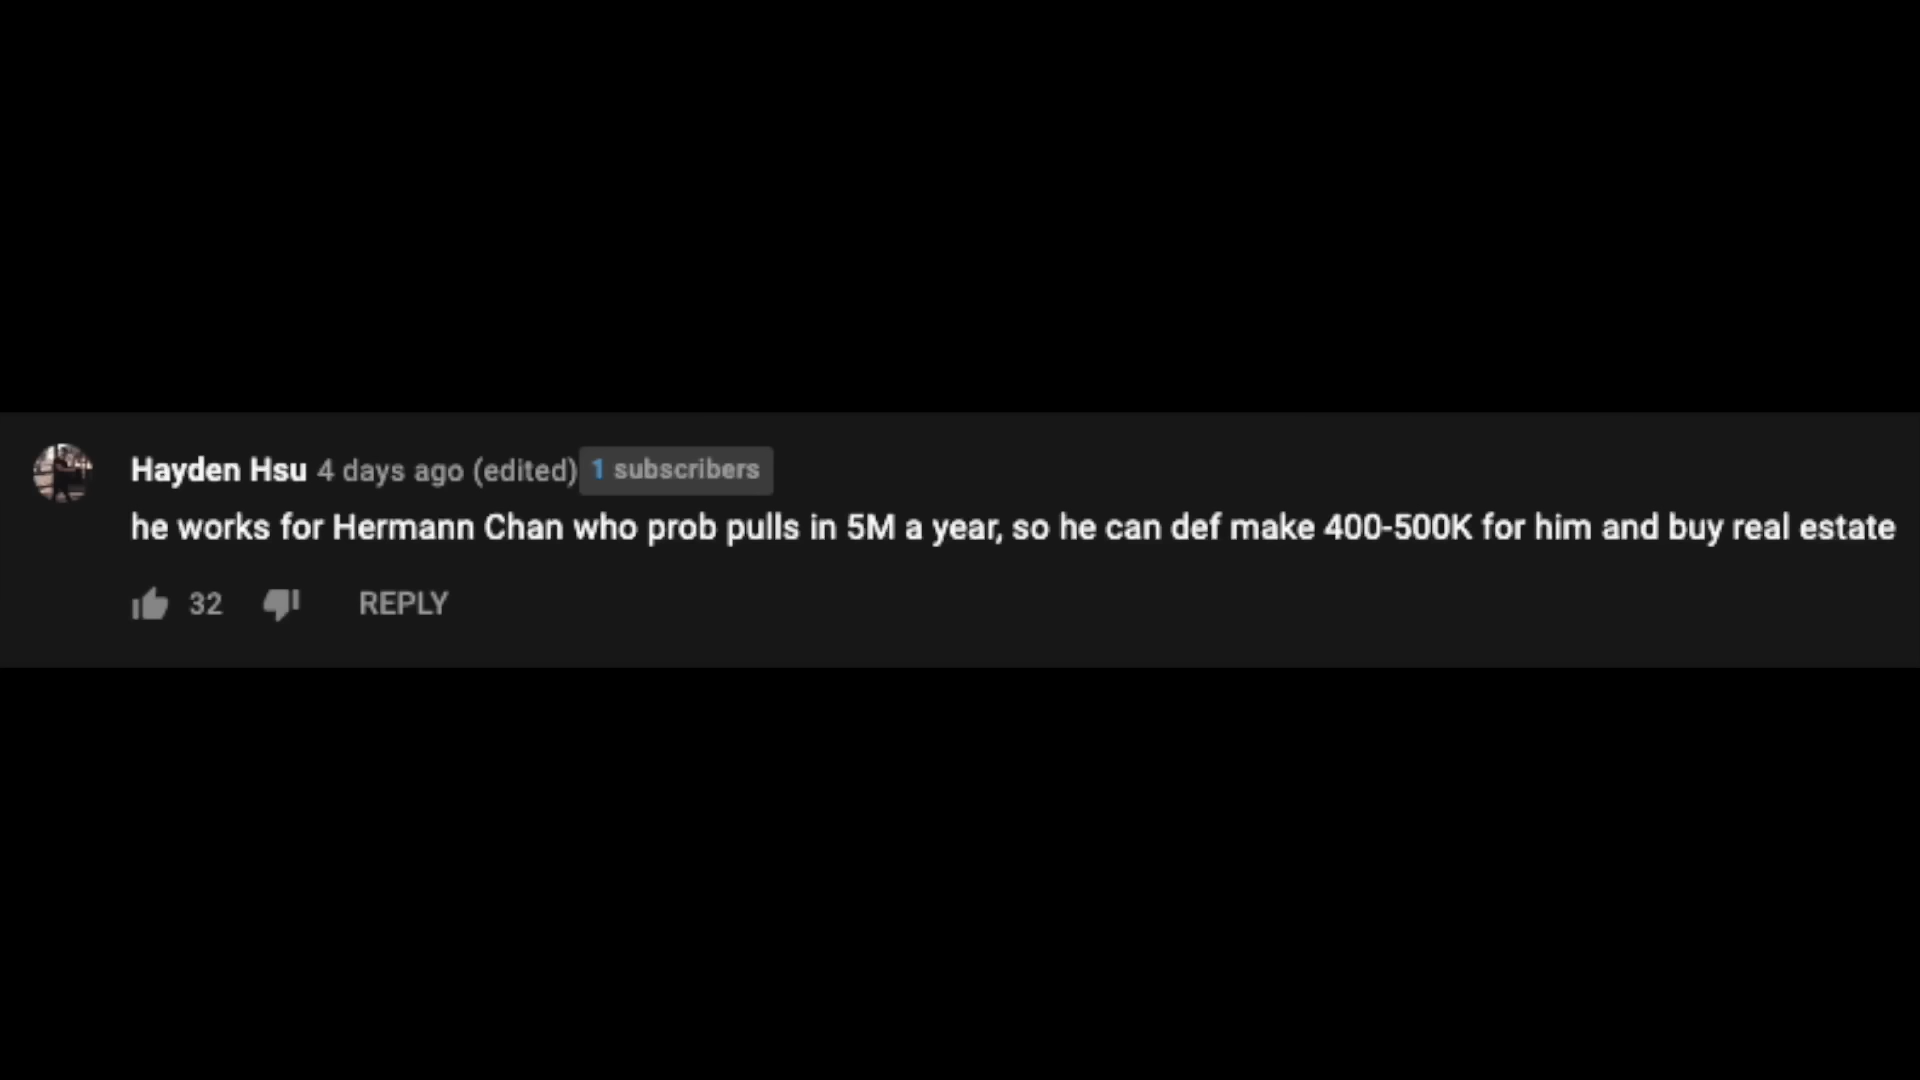 Hayden Hsu 4 days ago (edited) 1 subscribers
he works for Hermann Chan who prob pulls in 5M a year, so he can def make 400-500K for him and buy real estate
32 REPLY